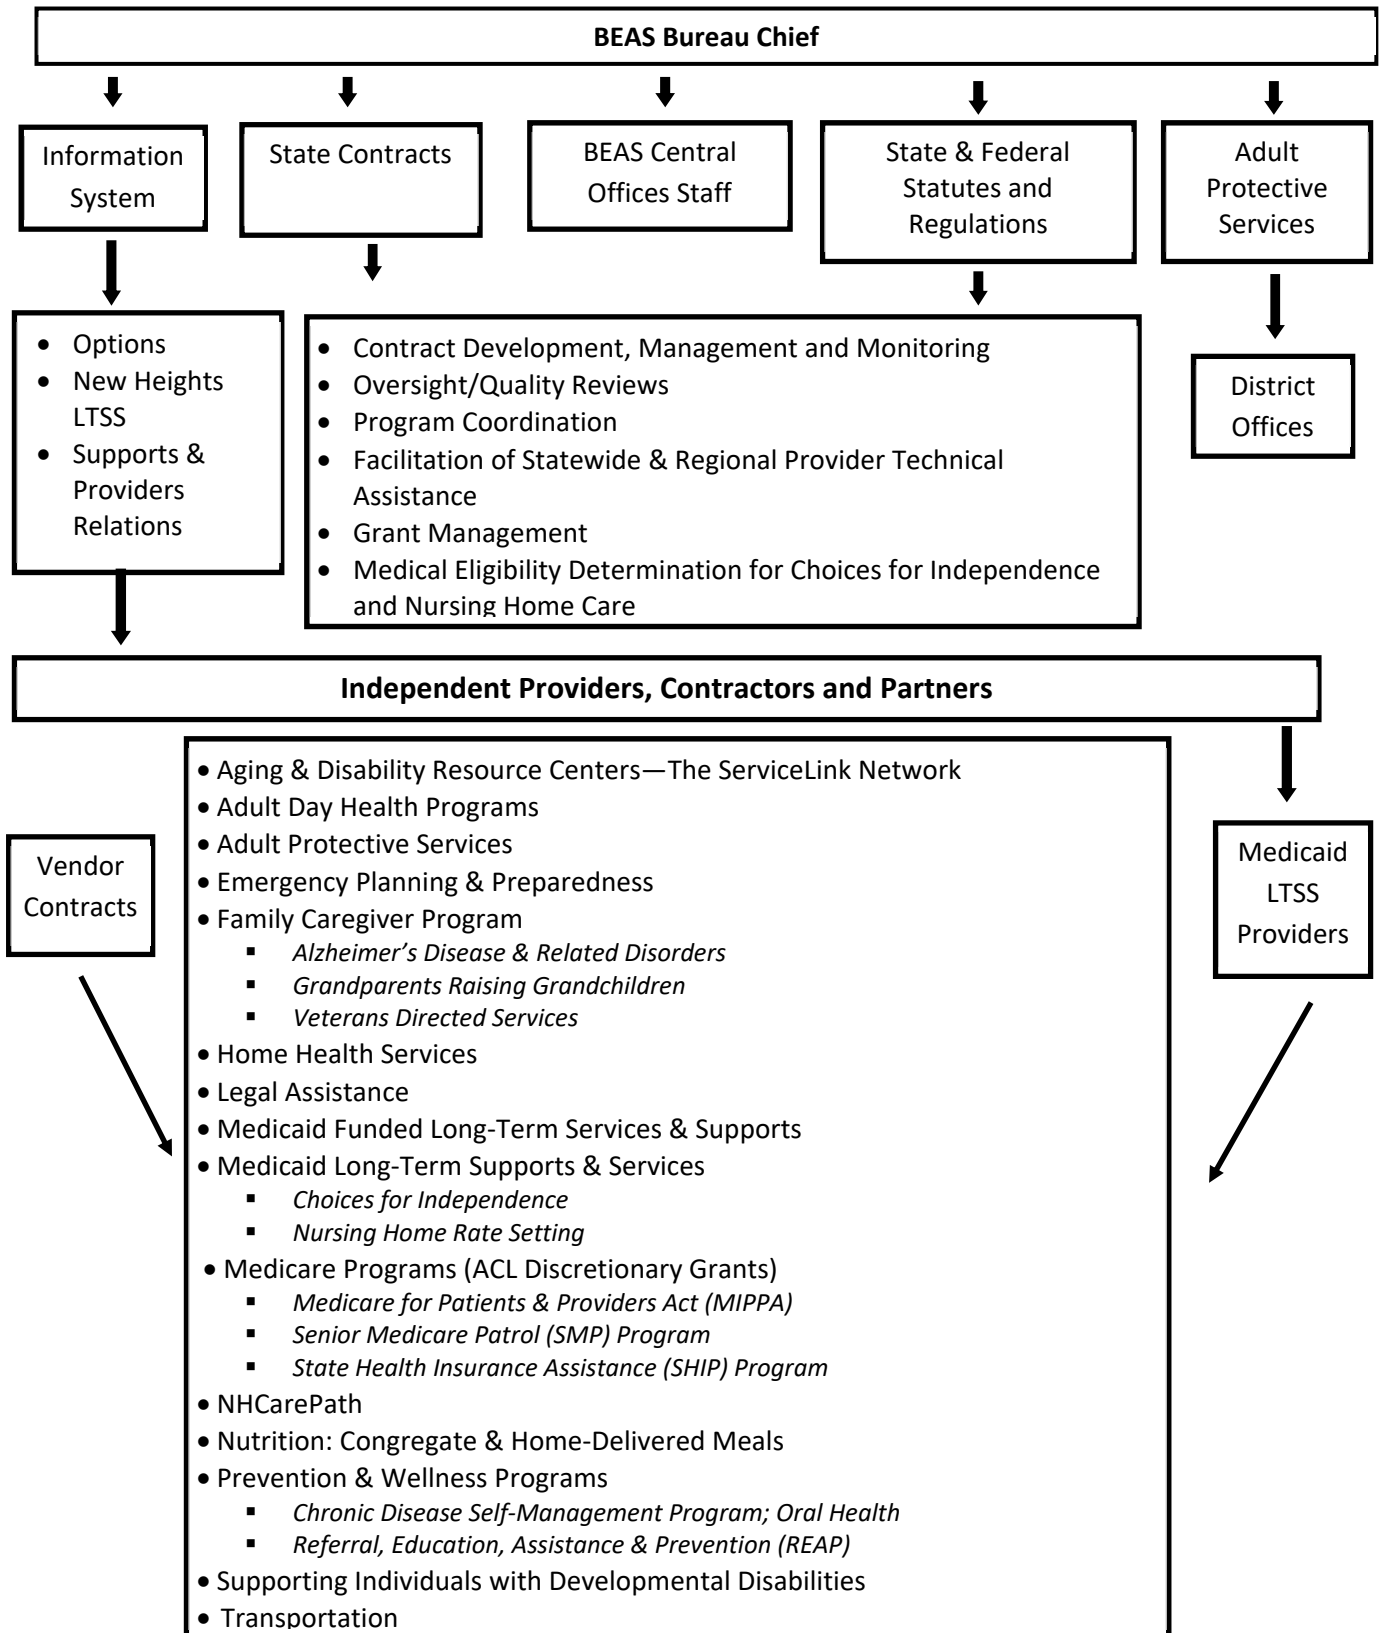 BEAS Bureau Chief
Information
System
State Contracts
BEAS Central
Offices Staff
State & Federal
Statutes and
Regulations
Adult
Protective
Services
• Options
• New Heights
LTSS
• Supports &
Providers
Relations
• Contract Development, Management and Monitoring
• Oversight/Quality Reviews
• Program Coordination
• Facilitation of Statewide & Regional Provider Technical
Assistance
• Grant Management
• Medical Eligibility Determination for Choices for Independence
and Nursing Home Care
District
Offices
Independent Providers, Contractors and Partners
Vendor
Contracts
• Aging & Disability Resource Centers—The ServiceLink Network
• Adult Day Health Programs
• Adult Protective Services
• Emergency Planning & Preparedness
• Family Caregiver Program
▪ Alzheimer’s Disease & Related Disorders
▪ Grandparents Raising Grandchildren
▪ Veterans Directed Services
• Home Health Services
• Legal Assistance
• Medicaid Funded Long-Term Services & Supports
• Medicaid Long-Term Supports & Services
▪ Choices for Independence
▪ Nursing Home Rate Setting
• Medicare Programs (ACL Discretionary Grants)
▪ Medicare for Patients & Providers Act (MIPPA)
▪ Senior Medicare Patrol (SMP) Program
▪ State Health Insurance Assistance (SHIP) Program
• NHCarePath
• Nutrition: Congregate & Home-Delivered Meals
• Prevention & Wellness Programs
▪ Chronic Disease Self-Management Program; Oral Health
▪ Referral, Education, Assistance & Prevention (REAP)
• Supporting Individuals with Developmental Disabilities
• Transportation
Medicaid
LTSS
Providers